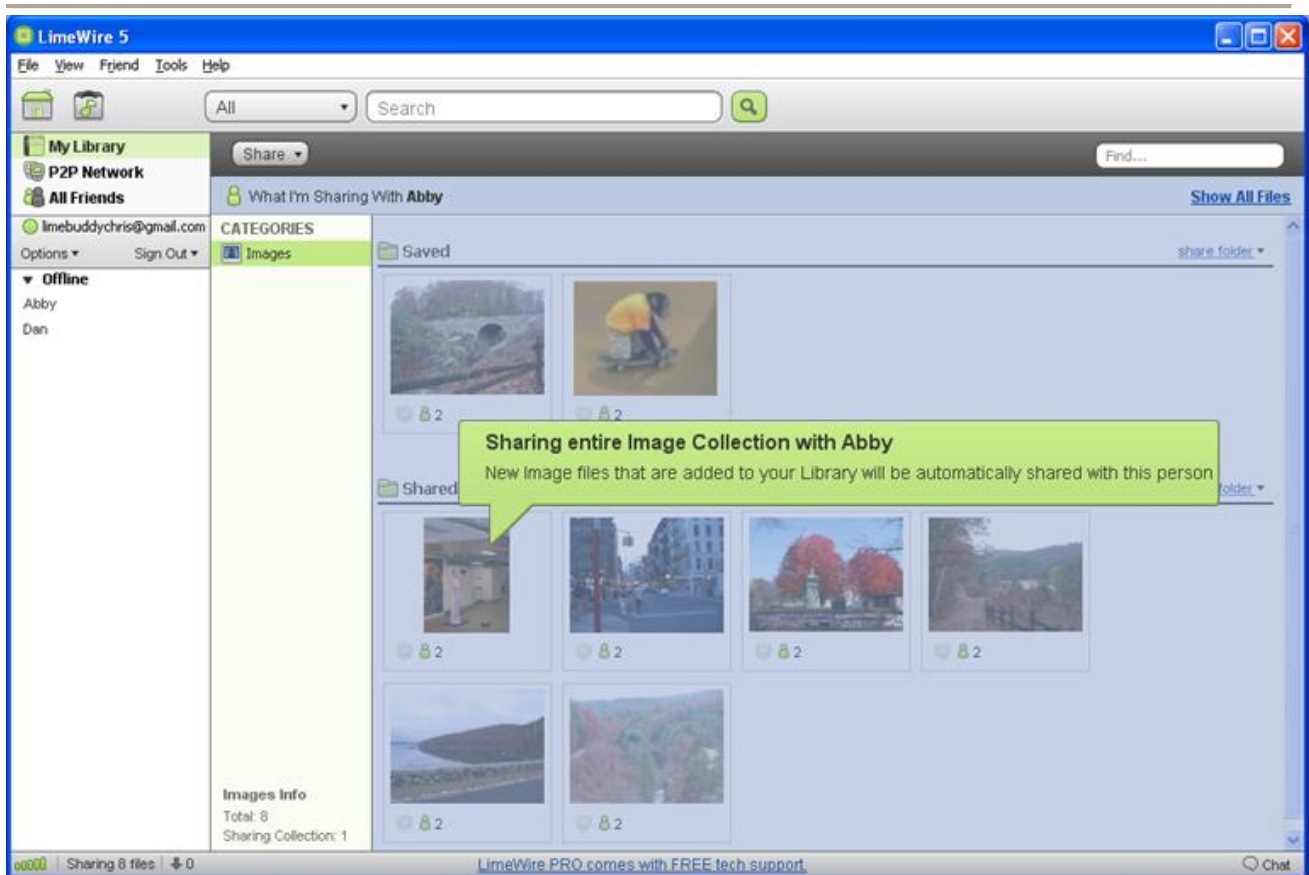 LimeWire 5
File View Friend Tools Help
All Search
My Library
P2P Network
All Friends
limebuddychris@gmail.com
Options Sign Out
Offline
Abby
Dan
Share Find...
What I'm Sharing With Abby Show All Files
CATEGORIES
Images
Saved share folder
2 2
Sharing entire Image Collection with Abby
New Image files that are added to your Library will be automatically shared with this person
Shared folder
2 2 2 2
2 2
Images Info
Total: 8
Sharing Collection: 1
Sharing 8 files 0 LimeWire PRO comes with FREE tech support. Chat